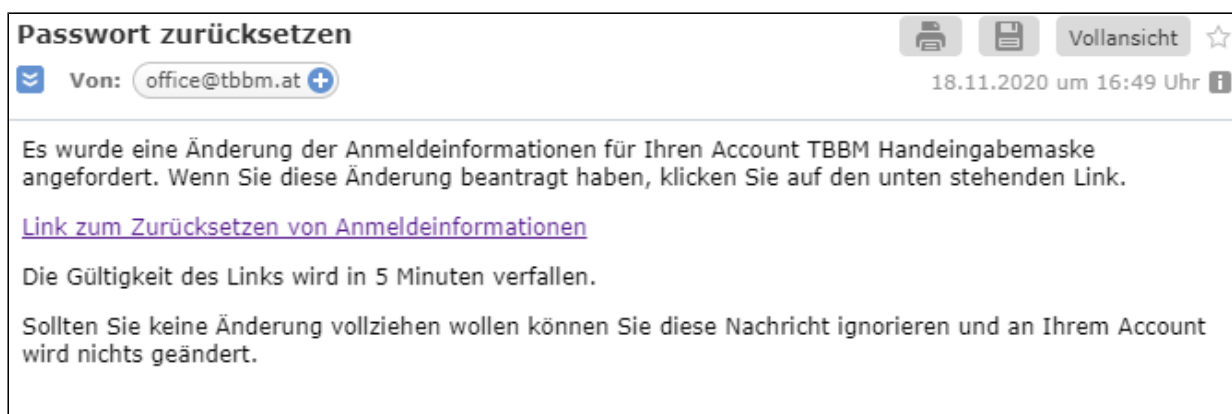 Passwort zurücksetzen
Vollansicht
Von: office@tbbm.at
18.11.2020 um 16:49 Uhr
Es wurde eine Änderung der Anmeldeinformationen für Ihren Account TBBM Handeingabemaske
angefordert. Wenn Sie diese Änderung beantragt haben, klicken Sie auf den unten stehenden Link.
Link zum Zurücksetzen von Anmeldeinformationen
Die Gültigkeit des Links wird in 5 Minuten verfallen.
Sollten Sie keine Änderung vollziehen wollen können Sie diese Nachricht ignorieren und an Ihrem Account
wird nichts geändert.